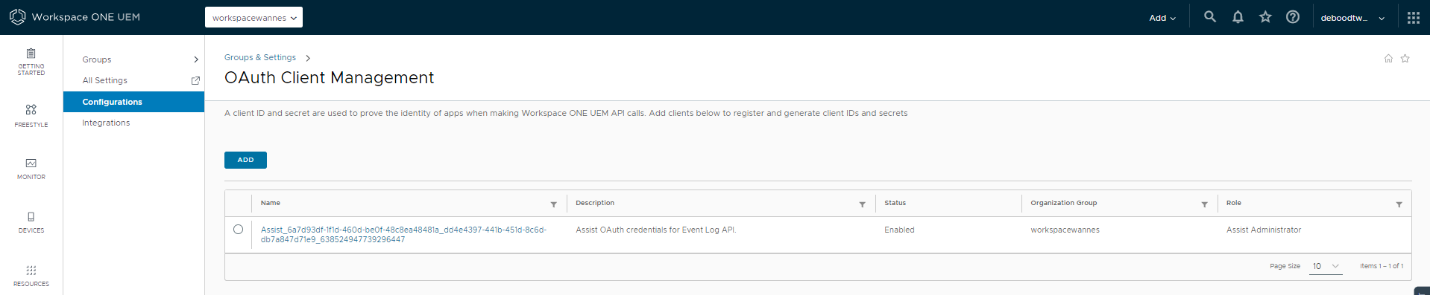 Workspace ONE UEM
workspacewannes
Add
deboodtw...
GETTING
STARTED
FREESTYLE
MONITOR
DEVICES
RESOURCES
Groups
All Settings
Configurations
Integrations
Groups & Settings
OAuth Client Management
A client ID and secret are used to prove the identity of apps when making Workspace ONE UEM API calls. Add clients below to register and generate client IDs and secrets
ADD
Name Description Status Organization Group Role
Assist_6a7d93df-1f1d-460d-be0f-48c8ea48481a_dd4e4397-441b-451d-8c6d-
db7a847d71e9_638524947739296447
Assist OAuth credentials for Event Log API.
Enabled
workspacewannes
Assist Administrator
Page Size 10 Items 1 – 1 of 1